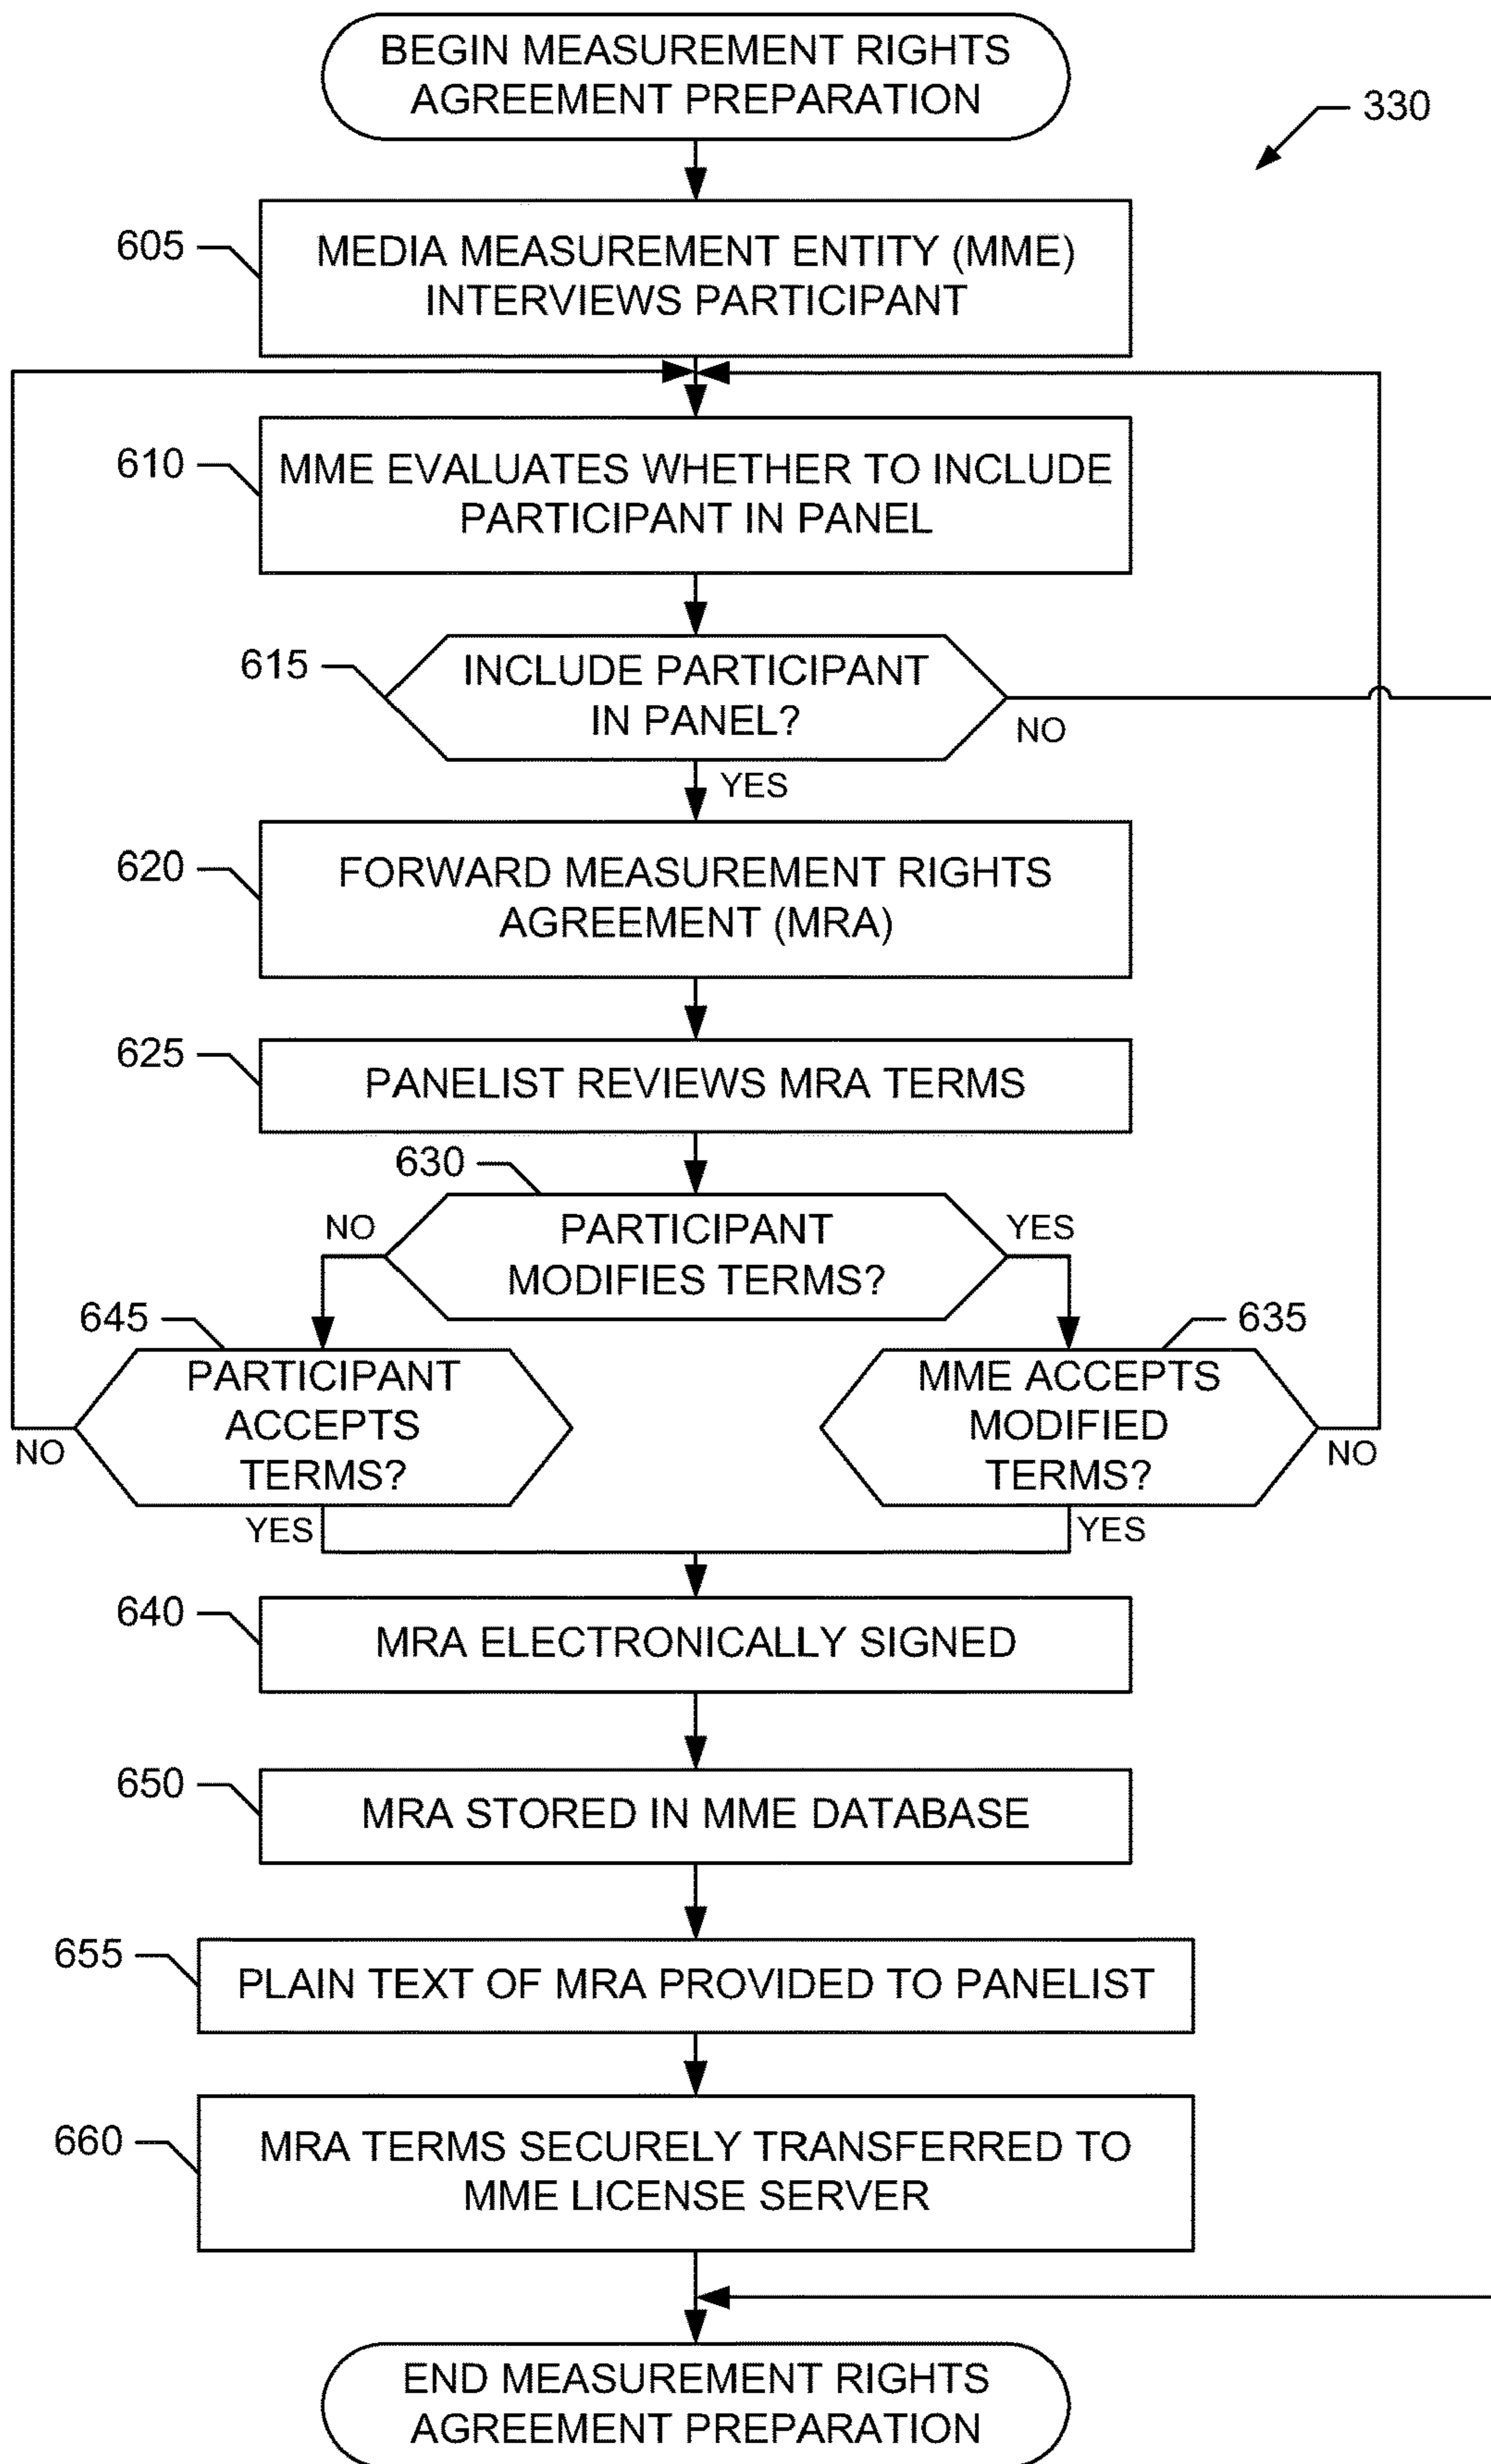 BEGIN MEASUREMENT RIGHTS
AGREEMENT PREPARATION
330
605
MEDIA MEASUREMENT ENTITY (MME)
INTERVIEWS PARTICIPANT
610
MME EVALUATES WHETHER TO INCLUDE
PARTICIPANT IN PANEL
615
INCLUDE PARTICIPANT
IN PANEL?
NO
YES
620
FORWARD MEASUREMENT RIGHTS
AGREEMENT (MRA)
625
PANELIST REVIEWS MRA TERMS
630
NO
PARTICIPANT
MODIFIES TERMS?
YES
645
PARTICIPANT
ACCEPTS
TERMS?
NO
YES
635
MME ACCEPTS
MODIFIED
TERMS?
NO
YES
640
MRA ELECTRONICALLY SIGNED
650
MRA STORED IN MME DATABASE
655
PLAIN TEXT OF MRA PROVIDED TO PANELIST
660
MRA TERMS SECURELY TRANSFERRED TO
MME LICENSE SERVER
END MEASUREMENT RIGHTS
AGREEMENT PREPARATION